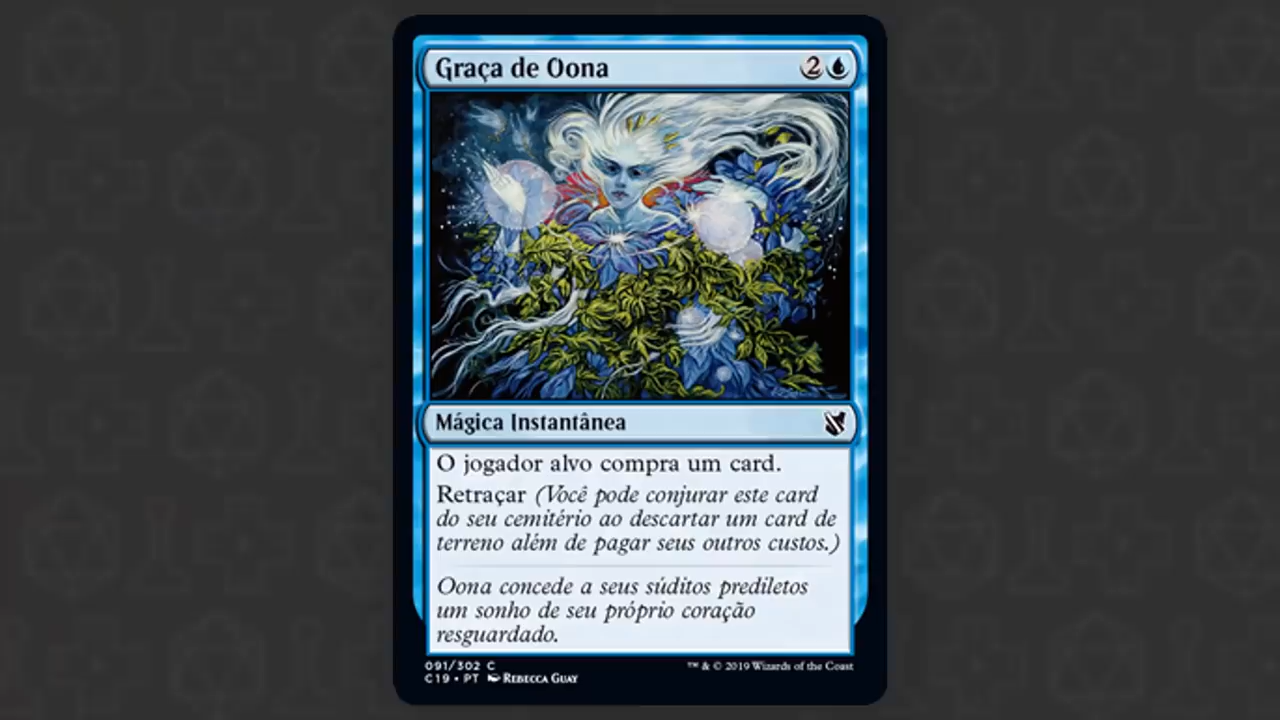 Graça de Oona 2
Mágica Instantânea
O jogador alvo compra um card.
Retraçar (Você pode conjurar este card
do seu cemitério ao descartar um card de
terreno além de pagar seus outros custos.)
Oona concede a seus súditos prediletos
um sonho de seu próprio coração
resguardado.
091/302 C
C19 • PT Rebecca Guay
™ & © 2019 Wizards of the Coast